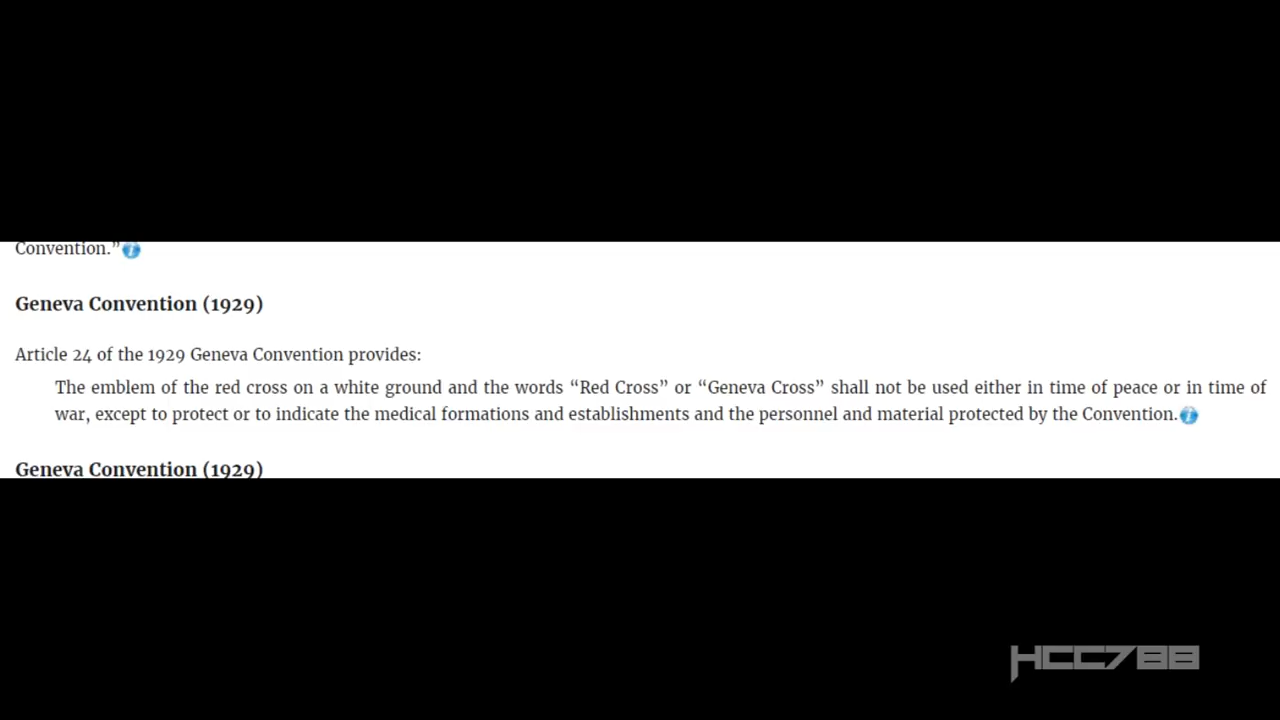 Convention.”
Geneva Convention (1929)
Article 24 of the 1929 Geneva Convention provides:
The emblem of the red cross on a white ground and the words “Red Cross” or “Geneva Cross” shall not be used either in time of peace or in time of
war, except to protect or to indicate the medical formations and establishments and the personnel and material protected by the Convention.
Geneva Convention (1929)
HCC788